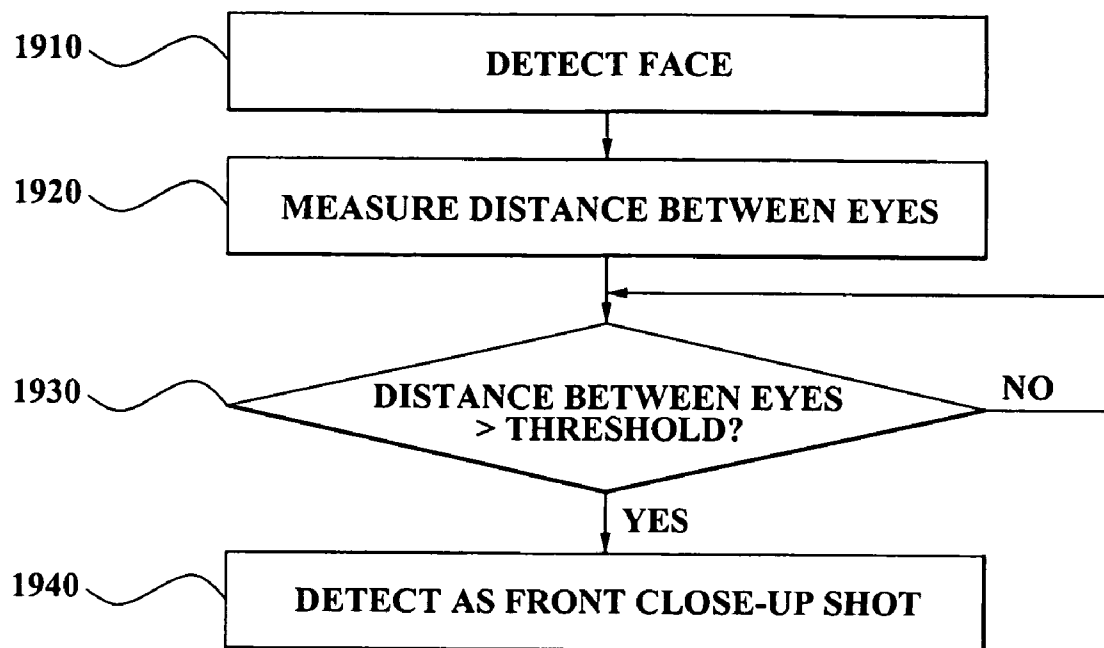 1910
DETECT FACE
1920
MEASURE DISTANCE BETWEEN EYES
1930
DISTANCE BETWEEN EYES
> THRESHOLD?
NO
YES
1940
DETECT AS FRONT CLOSE-UP SHOT